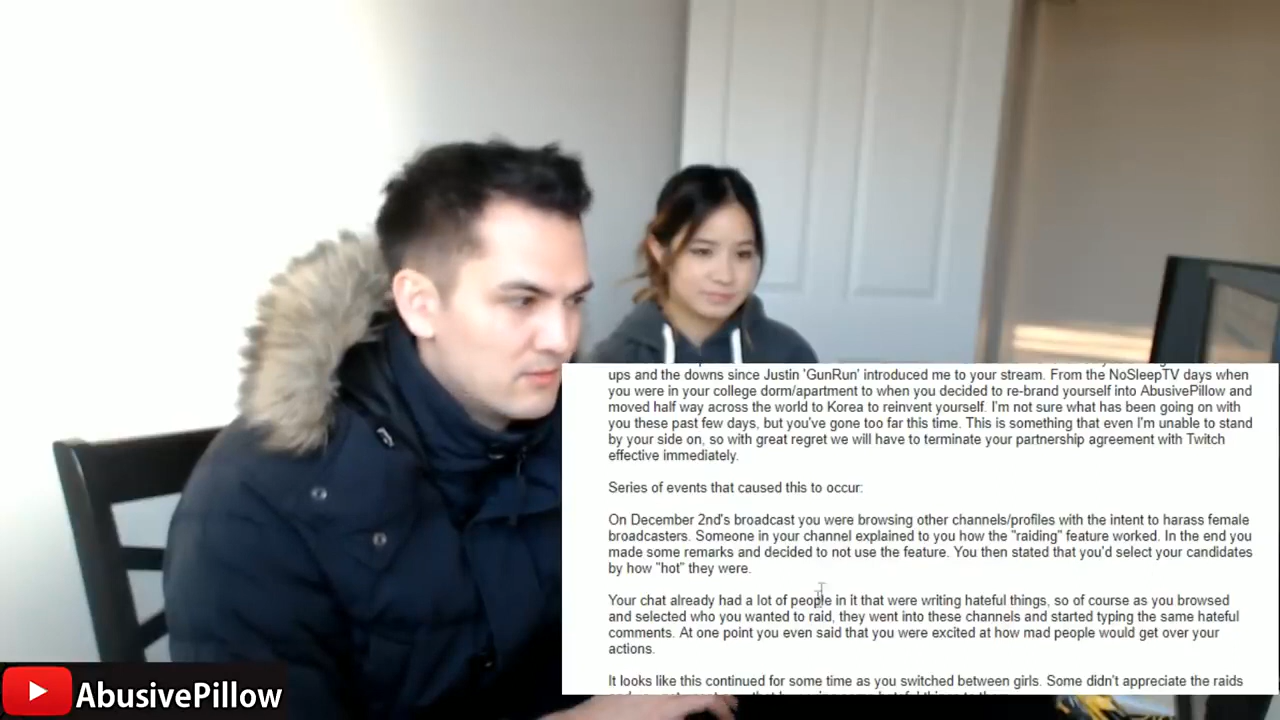 ups and the downs since Justin 'GunRun' introduced me to your stream. From the NoSleepTV days when
you were in your college dorm/apartment to when you decided to re-brand yourself into AbusivePillow and
moved half way across the world to Korea to reinvent yourself. I'm not sure what has been going on with
you these past few days, but you've gone too far this time. This is something that even I'm unable to stand
by your side on, so with great regret we will have to terminate your partnership agreement with Twitch
effective immediately.
Series of events that caused this to occur:
On December 2nd's broadcast you were browsing other channels/profiles with the intent to harass female
broadcasters. Someone in your channel explained to you how the "raiding" feature worked. In the end you
made some remarks and decided to not use the feature. You then stated that you'd select your candidates
by how "hot" they were.
Your chat already had a lot of people in it that were writing hateful things, so of course as you browsed
and selected who you wanted to raid, they went into these channels and started typing the same hateful
comments. At one point you even said that you were excited at how mad people would get over your
actions.
It looks like this continued for some time as you switched between girls. Some didn't appreciate the raids
AbusivePillow